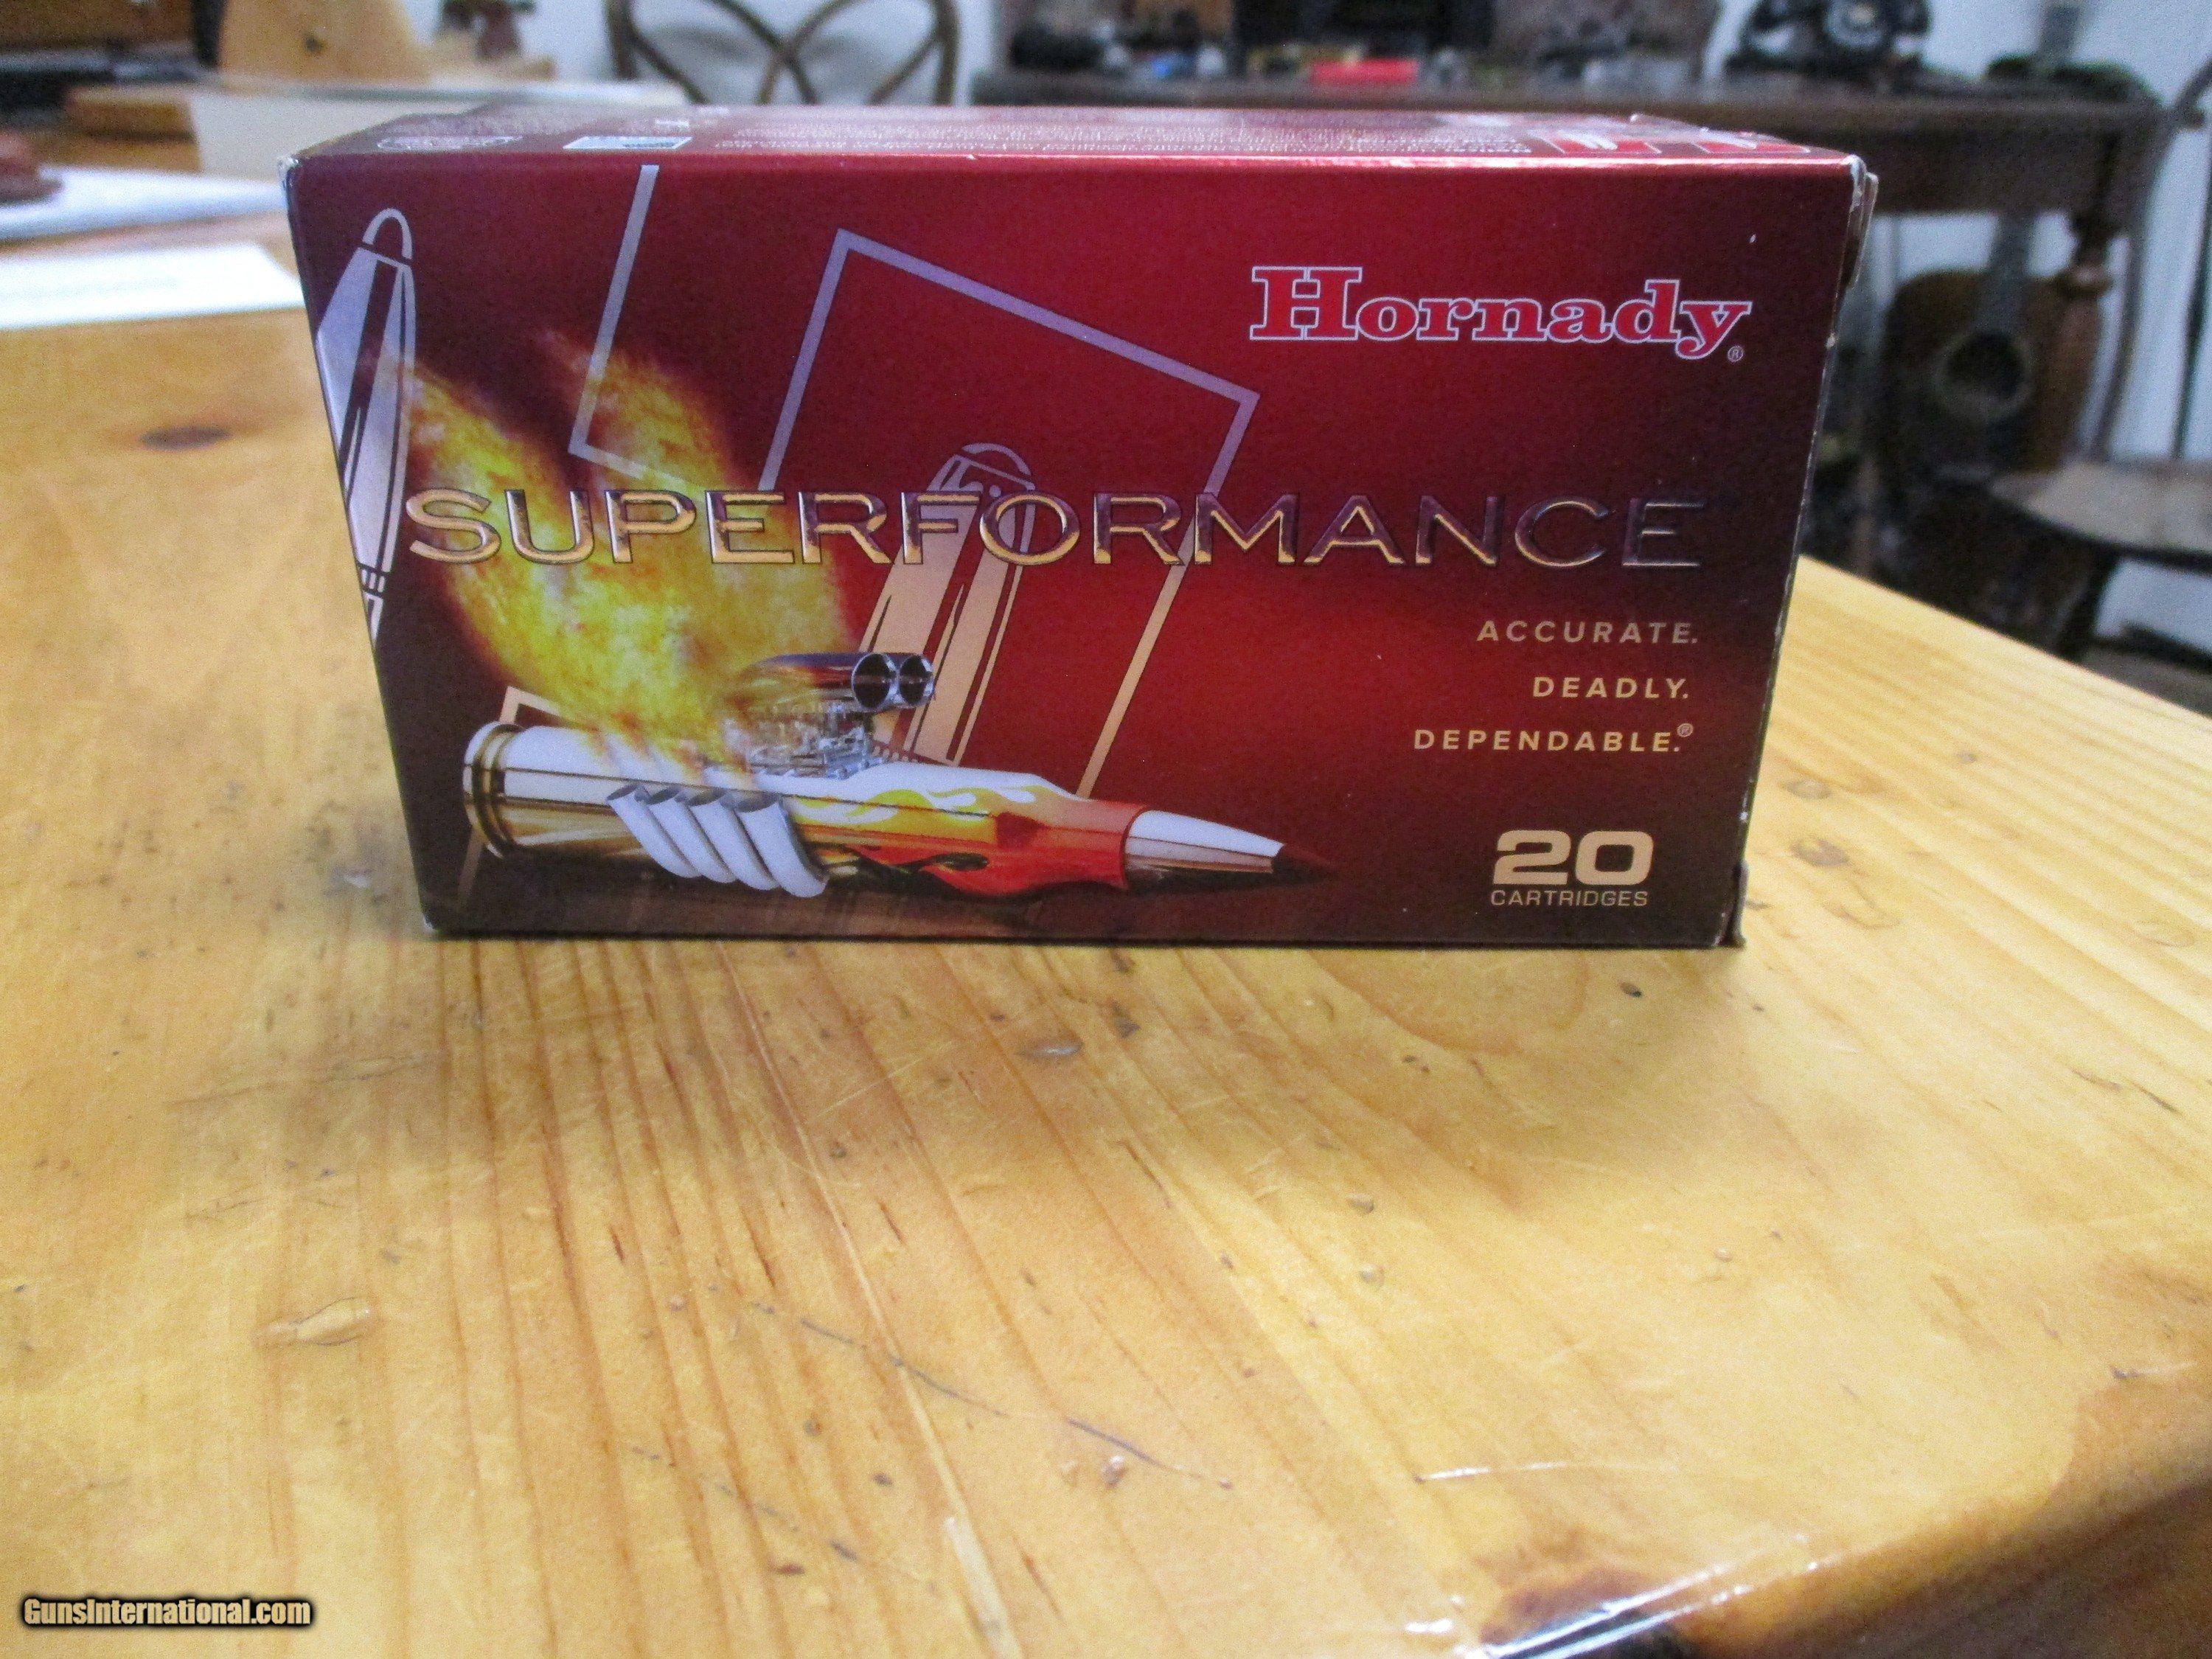 Hornady®
SUPERFORMANCE
ACCURATE.
DEADLY.
DEPENDABLE.®
20
CARTRIDGES
GunsInternational.com